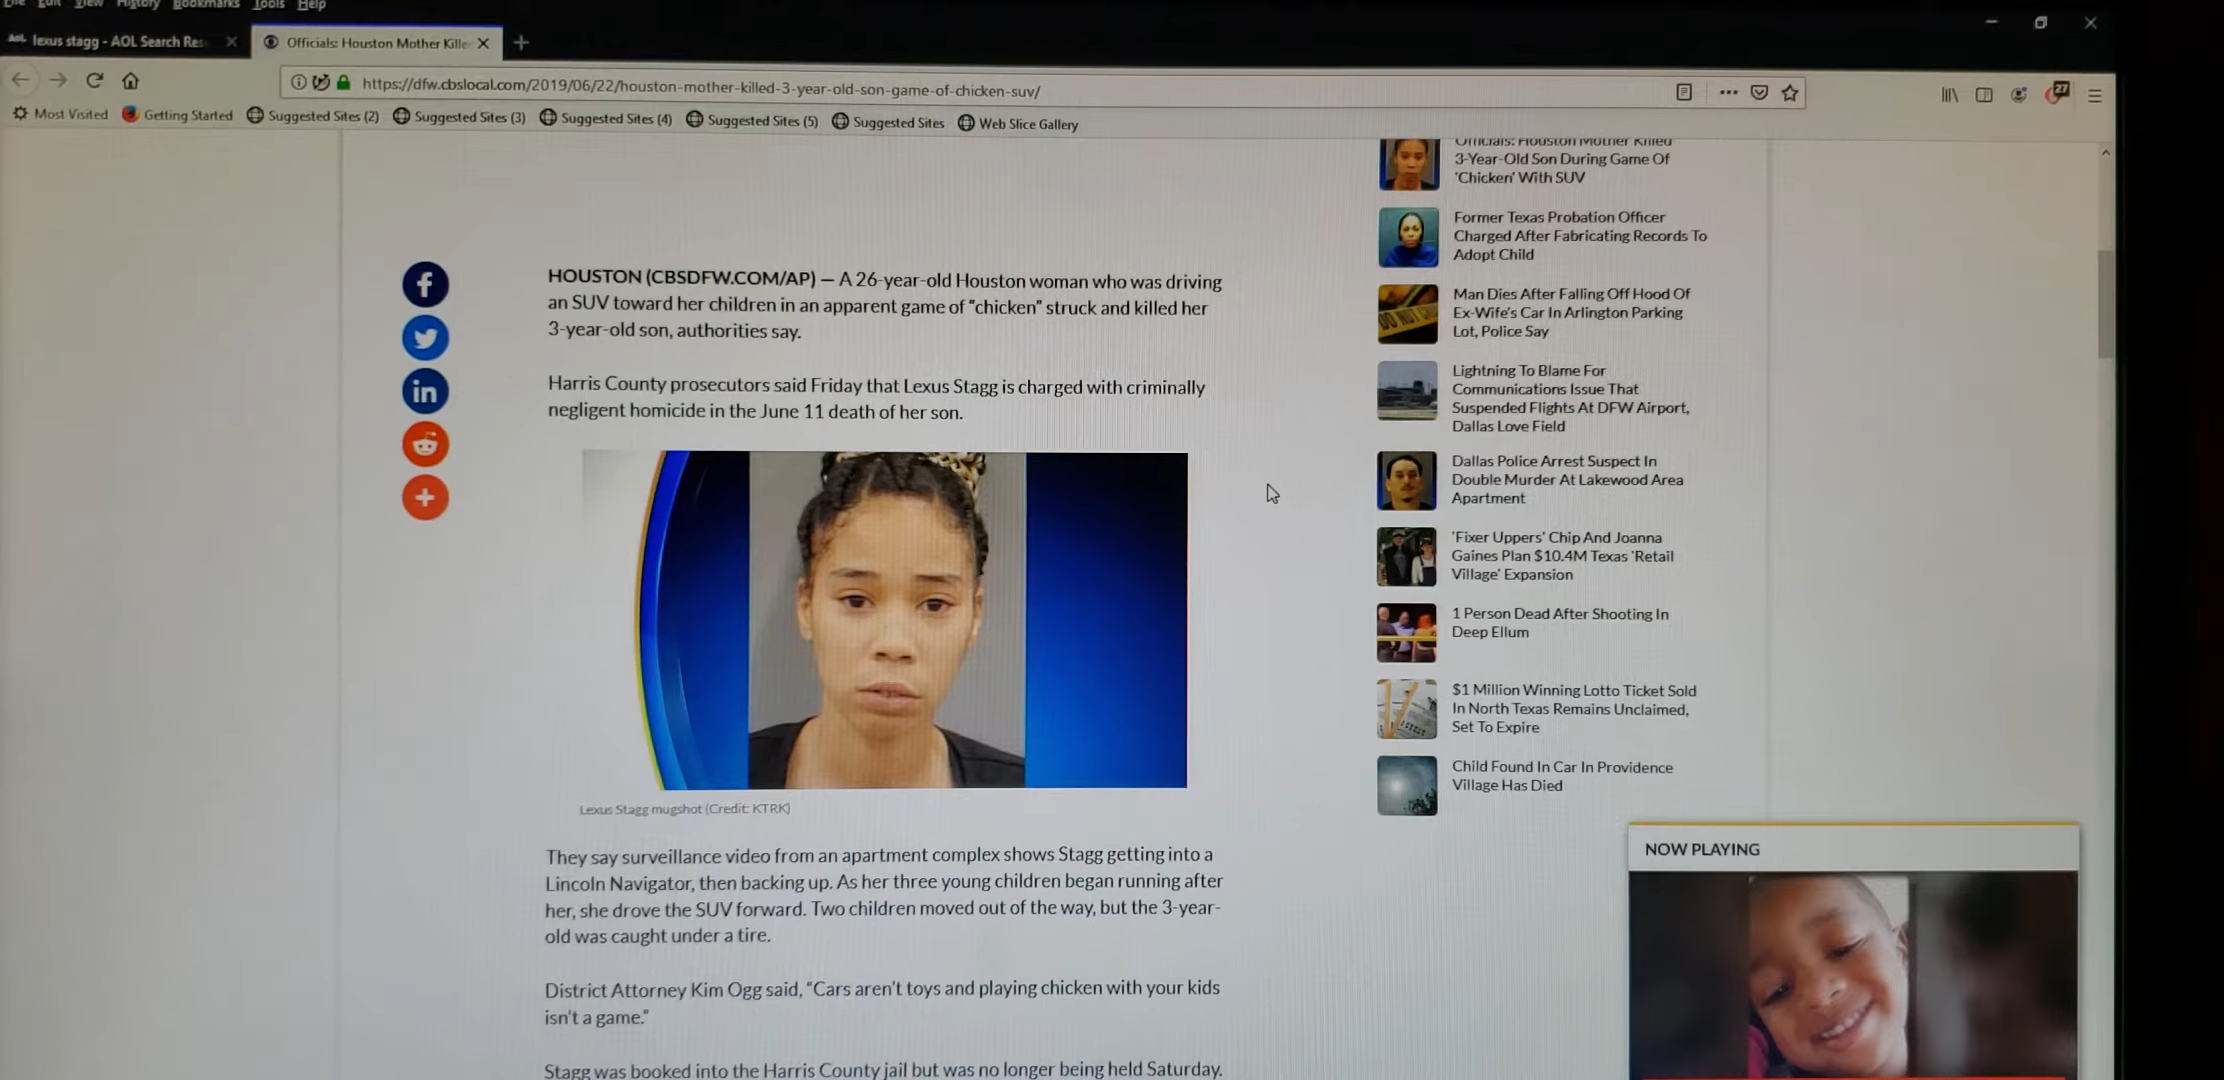 File Edit View History Bookmarks Tools Help
Aol. lexus stagg - AOL Search Res
Officials: Houston Mother Kille
https://dfw.cbslocal.com/2019/06/22/houston-mother-killed-3-year-old-son-game-of-chicken-suv/
27
Most Visited
Getting Started
Suggested Sites (2)
Suggested Sites (3)
Suggested Sites (4)
Suggested Sites (5)
Suggested Sites
Web Slice Gallery
HOUSTON (CBSDFW.COM/AP) — A 26-year-old Houston woman who was driving
an SUV toward her children in an apparent game of "chicken" struck and killed her
3-year-old son, authorities say.
Harris County prosecutors said Friday that Lexus Stagg is charged with criminally
negligent homicide in the June 11 death of her son.
Lexus Stagg mugshot (Credit: KTRK)
They say surveillance video from an apartment complex shows Stagg getting into a
Lincoln Navigator, then backing up. As her three young children began running after
her, she drove the SUV forward. Two children moved out of the way, but the 3-year-
old was caught under a tire.
District Attorney Kim Ogg said, “Cars aren’t toys and playing chicken with your kids
isn’t a game.”
Stagg was booked into the Harris County jail but was no longer being held Saturday.
Officials: Houston Mother Killed
3-Year-Old Son During Game Of
'Chicken' With SUV
Former Texas Probation Officer
Charged After Fabricating Records To
Adopt Child
Man Dies After Falling Off Hood Of
Ex-Wife's Car In Arlington Parking
Lot, Police Say
Lightning To Blame For
Communications Issue That
Suspended Flights At DFW Airport,
Dallas Love Field
Dallas Police Arrest Suspect In
Double Murder At Lakewood Area
Apartment
'Fixer Uppers' Chip And Joanna
Gaines Plan $10.4M Texas 'Retail
Village' Expansion
1 Person Dead After Shooting In
Deep Ellum
$1 Million Winning Lotto Ticket Sold
In North Texas Remains Unclaimed,
Set To Expire
Child Found In Car In Providence
Village Has Died
NOW PLAYING